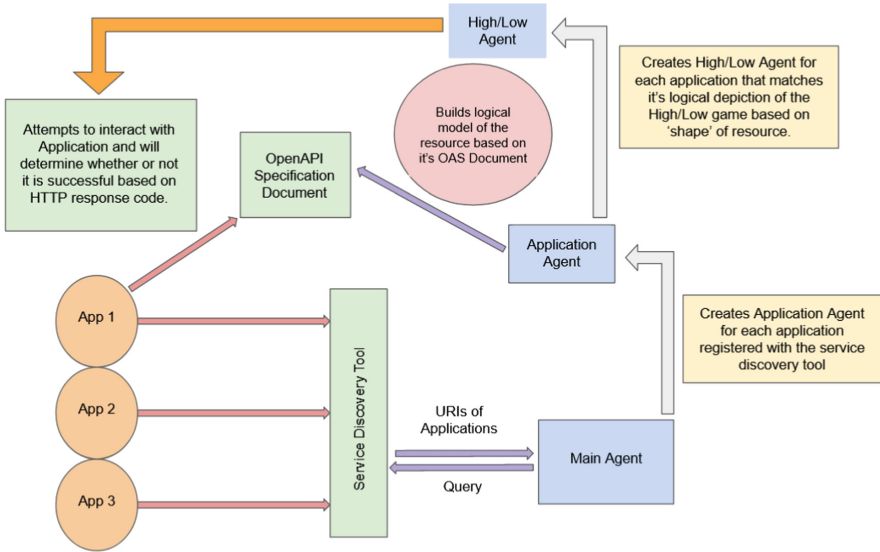 High/Low
Agent
Creates High/Low Agent for
each application that matches
it's logical depiction of the
High/Low game based on
'shape' of resource.
Attempts to interact with
Application and will
determine whether or not
it is successful based on
HTTP response code.
Builds logical
model of the
resource based on
it's OAS Document
OpenAPI
Specification
Document
Application
Agent
Creates Application Agent
for each application
registered with the service
discovery tool
App 1
App 2
App 3
Service Discovery Tool
URIs of
Applications
Query
Main Agent